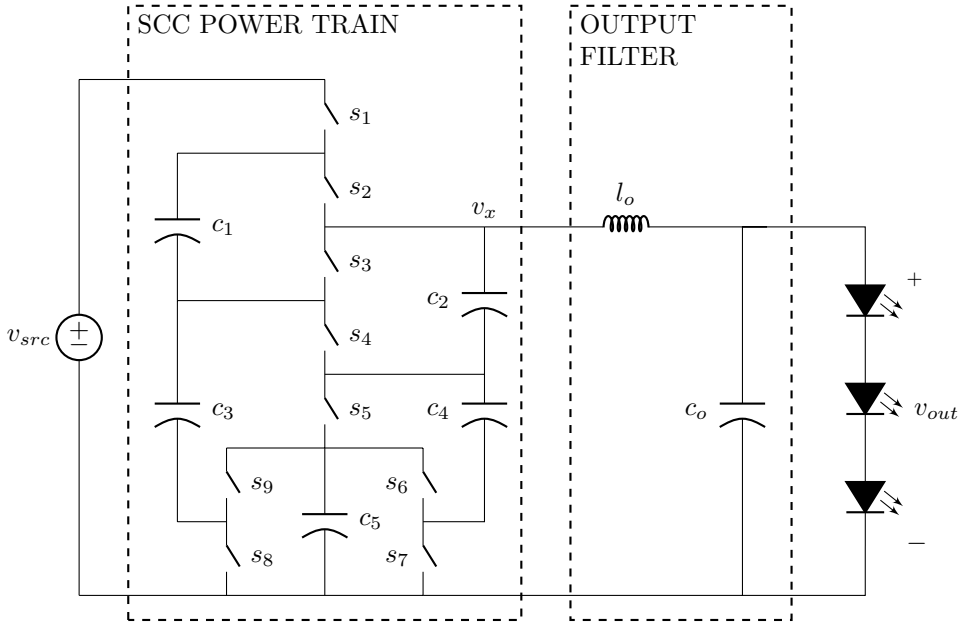 SCC POWER TRAIN
OUTPUT
FILTER
s1
s2
vx
lo
c1
s3
c2
+
vsrc
+
−
s4
c3
s5
c4
co
vout
s9
s6
c5
s8
s7
−